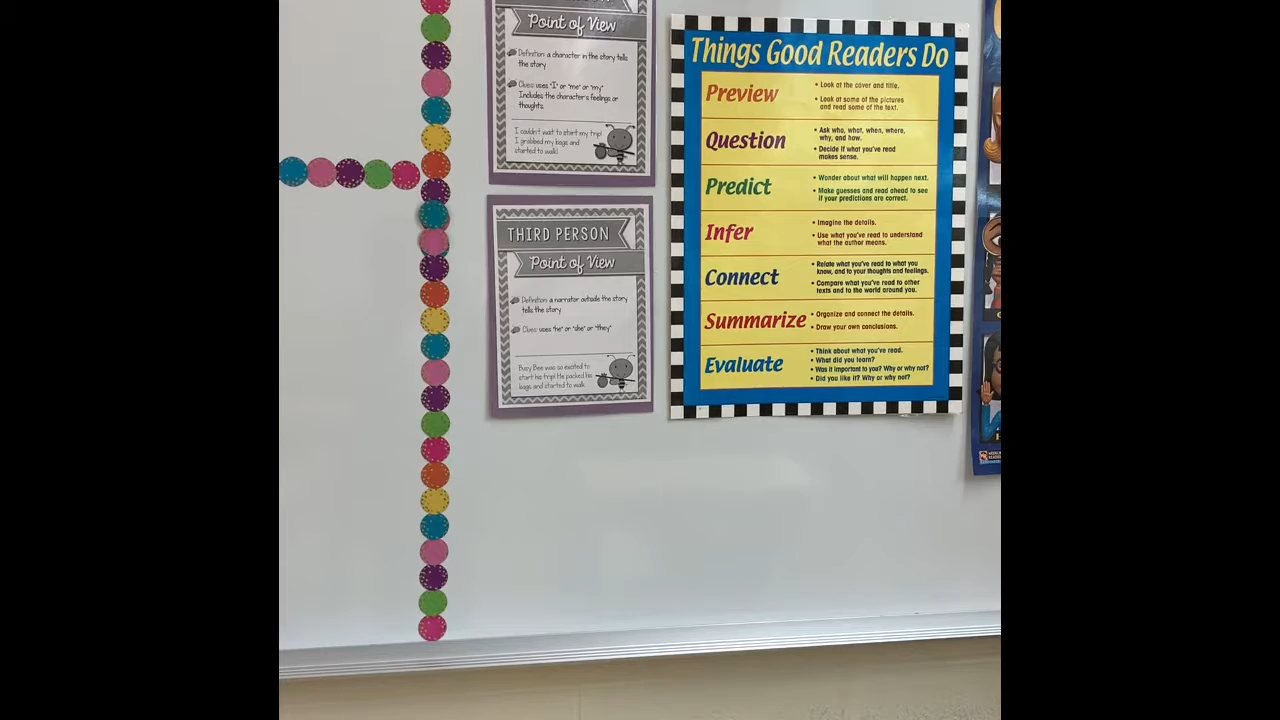 Point of View
Definition: a character in the story tells
the story
Clues: uses "I" or "me" or "my"
Includes the character's feelings or
thoughts.
I couldn't wait to start my trip!
I grabbed my bags and
started to walk!
THIRD PERSON
Point of View
Definition: a narrator outside the story
tells the story
Clues: uses "he" or "she" or "they"
Busy Bee was so excited to
start his trip! He packed his
bags and started to walk.
Things Good Readers Do
Preview
• Look at the cover and title.
• Look at some of the pictures
and read some of the text.
Question
• Ask who, what, when, where,
why, and how.
• Decide if what you've read
makes sense.
Predict
• Wonder about what will happen next.
• Make guesses and read ahead to see
if your predictions are correct.
Infer
• Imagine the details.
• Use what you've read to understand
what the author means.
Connect
• Relate what you've read to what you
know, and to your thoughts and feelings.
• Compare what you've read to other
texts and to the world around you.
Summarize
• Organize and connect the details.
• Draw your own conclusions.
Evaluate
• Think about what you've read.
• What did you learn?
• Was it important to you? Why or why not?
• Did you like it? Why or why not?